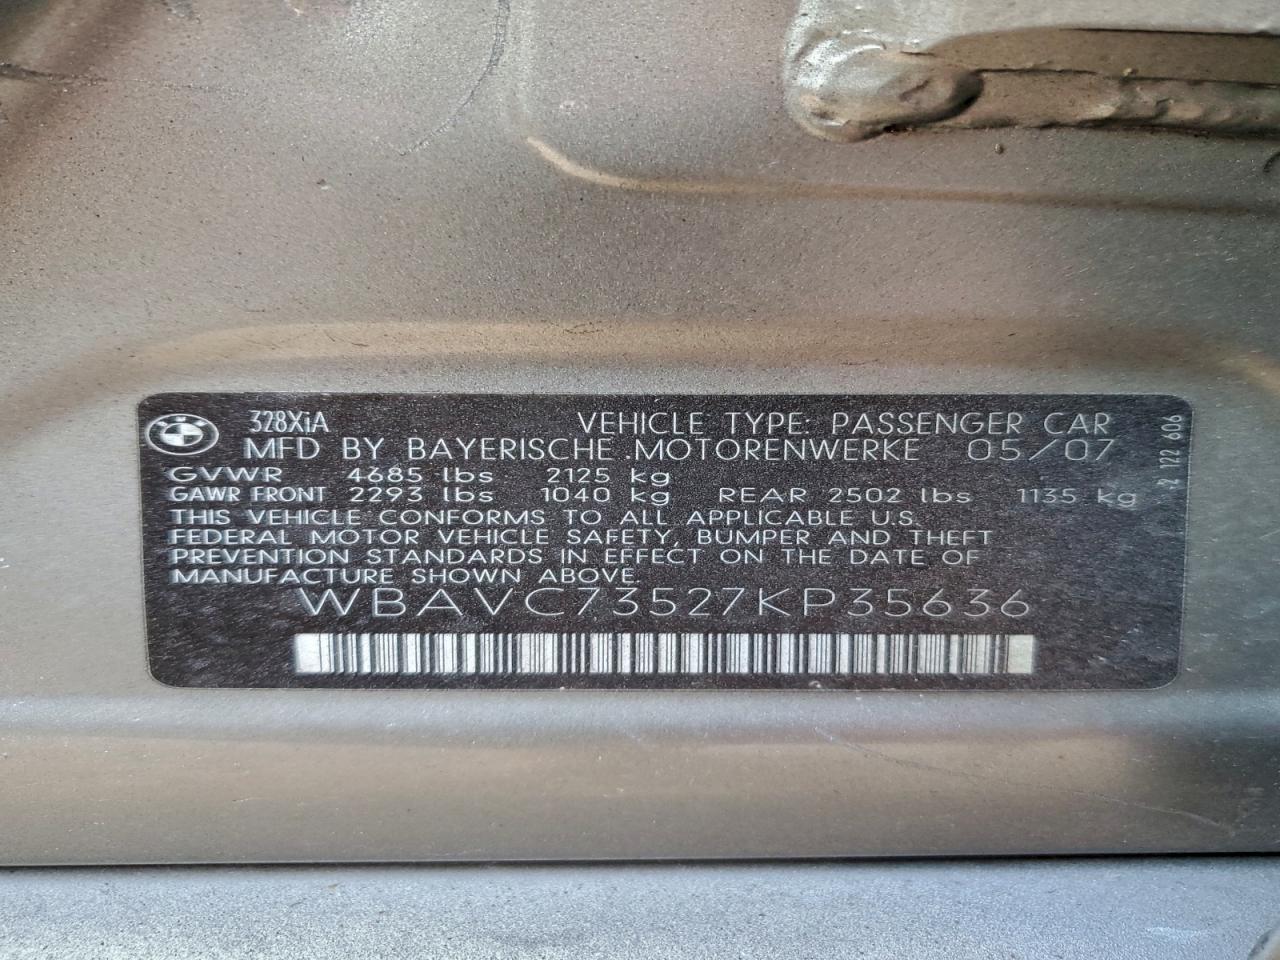 328XiA VEHICLE TYPE: PASSENGER CAR
MFD BY BAYERISCHE MOTORENWERKE 05/07
GVWR 4685 lbs 2125 kg
GAWR FRONT 2293 lbs 1040 kg REAR 2502 lbs 1135 kg
THIS VEHICLE CONFORMS TO ALL APPLICABLE U.S.
FEDERAL MOTOR VEHICLE SAFETY, BUMPER AND THEFT
PREVENTION STANDARDS IN EFFECT ON THE DATE OF
MANUFACTURE SHOWN ABOVE.
WBAVC73527KP35636
2 122 606